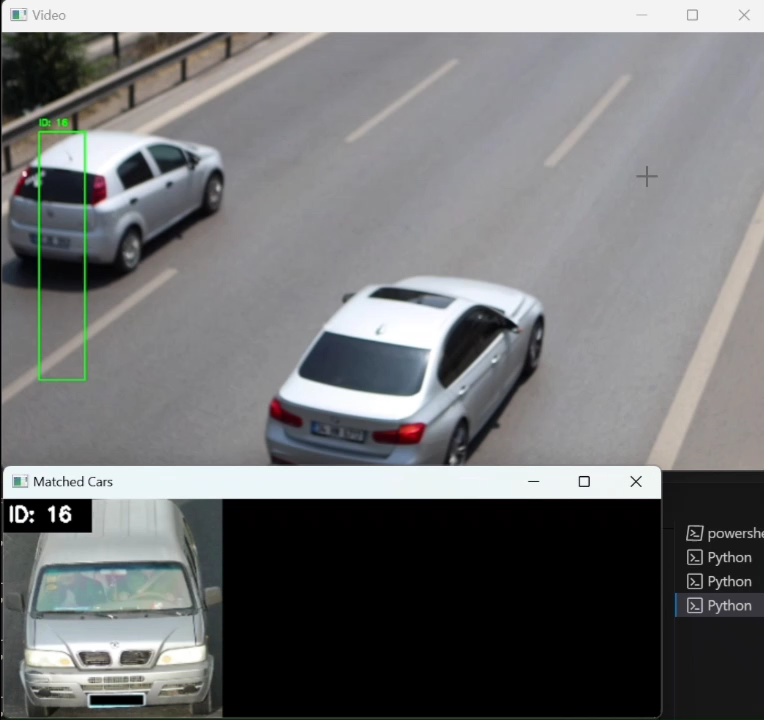 Video
ID: 16
Matched Cars
ID: 16
powershe
Python
Python
Python